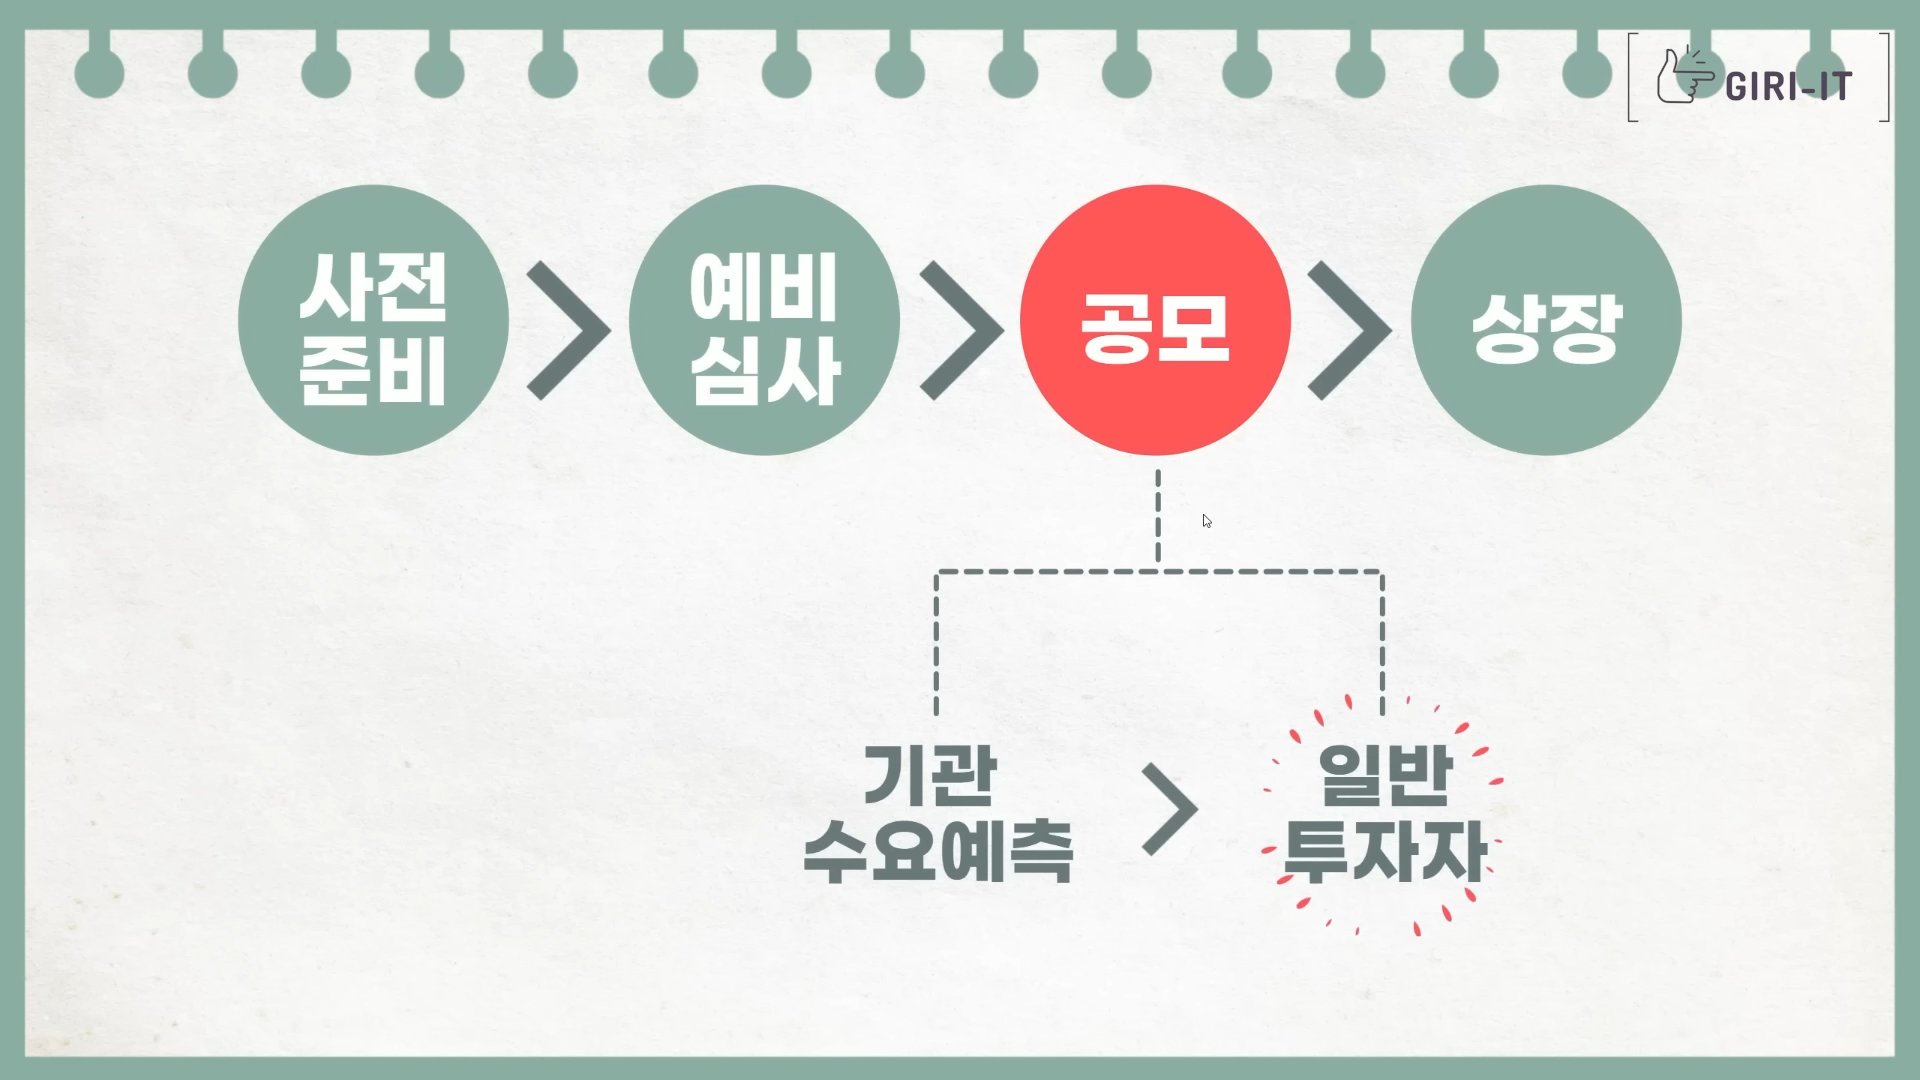 GIRI-IT
사전
준비
예비
심사
공모
상장
기관
수요예측
일반
투자자